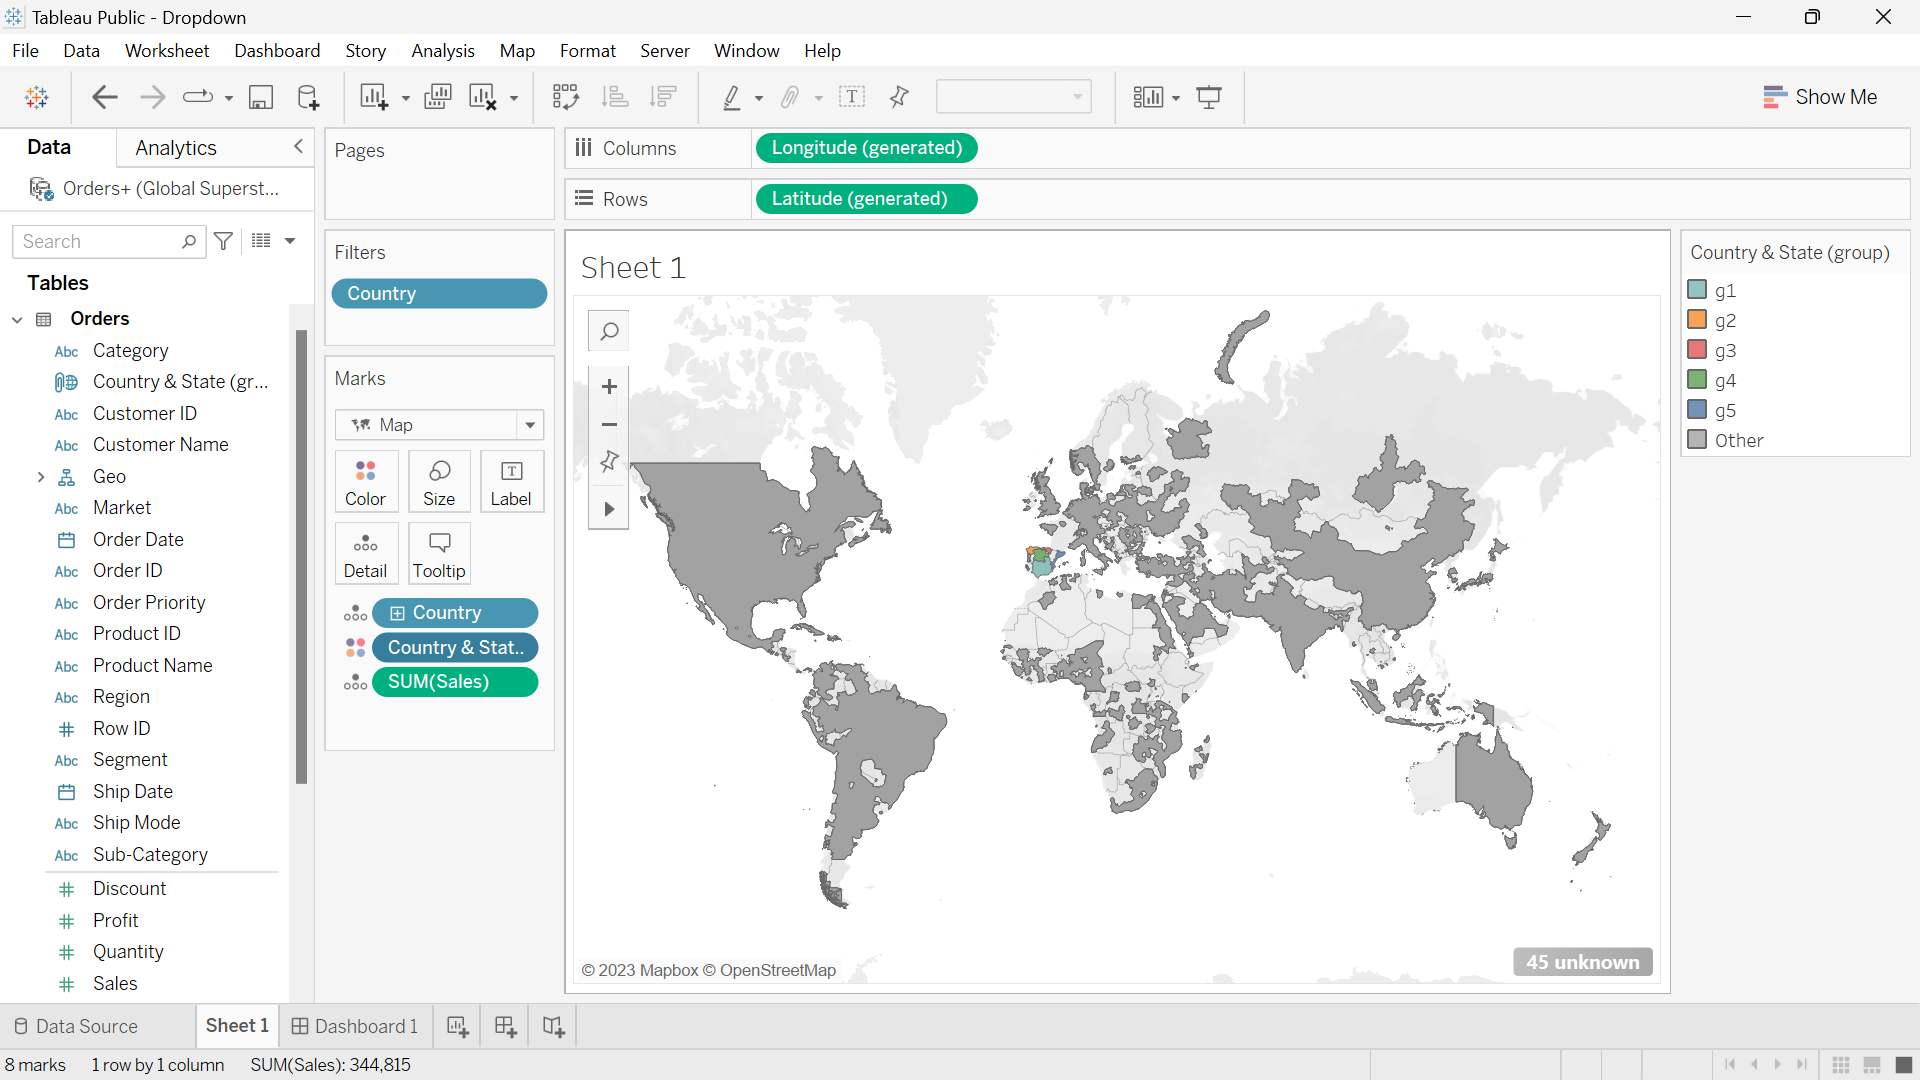 Tableau Public - Dropdown
File Data Worksheet Dashboard Story Analysis Map Format Server Window Help
Show Me
Data
Analytics
Orders+ (Global Superst...
Search
Tables
Orders
Abc Category
Country & State (gr...
Abc Customer ID
Abc Customer Name
Geo
Abc Market
Order Date
Abc Order ID
Abc Order Priority
Abc Product ID
Abc Product Name
Abc Region
Row ID
Abc Segment
Ship Date
Abc Ship Mode
Abc Sub-Category
Discount
Profit
Quantity
Sales
Pages
Filters
Country
Marks
Map
Color
Size
T
Label
Detail
Tooltip
Country
Country & Stat..
SUM(Sales)
Columns
Longitude (generated)
Rows
Latitude (generated)
Sheet 1
© 2023 Mapbox © OpenStreetMap
45 unknown
Country & State (group)
g1
g2
g3
g4
g5
Other
Data Source
Sheet 1
Dashboard 1
8 marks
1 row by 1 column
SUM(Sales): 344,815